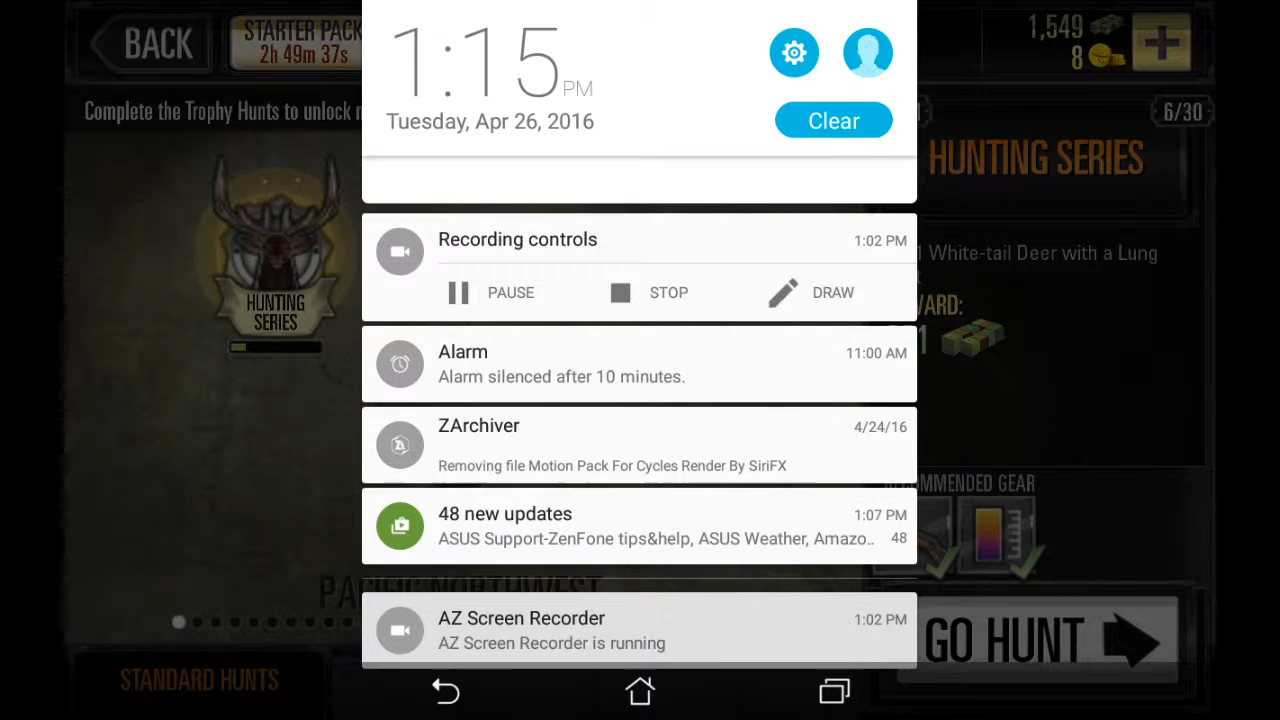 BACK
STARTER PACK
2h 49m 37s
1:15 PM
Tuesday, Apr 26, 2016
Clear
1,549
8
Complete the Trophy Hunts to unlock
6/30
HUNTING SERIES
Recording controls
1:02 PM
PAUSE
STOP
DRAW
1 White-tail Deer with a Lung
HUNTING
SERIES
Alarm
11:00 AM
Alarm silenced after 10 minutes.
ZArchiver
4/24/16
Removing file Motion Pack For Cycles Render By SiriFX
48 new updates
1:07 PM
ASUS Support-ZenFone tips&help, ASUS Weather, Amazo..
48
GEAR
PACIFIC NORTHWEST
AZ Screen Recorder
1:02 PM
AZ Screen Recorder is running
GO HUNT
STANDARD HUNTS